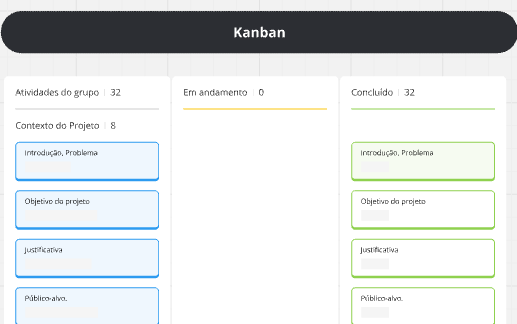 Kanban
Atividades do grupo | 32
Contexto do Projeto | 8
Introdução, Problema
Objetivo do projeto
Justificativa
Público-alvo.
Em andamento | 0
Concluído | 32
Introdução, Problema
Objetivo do projeto
Justificativa
Público-alvo.